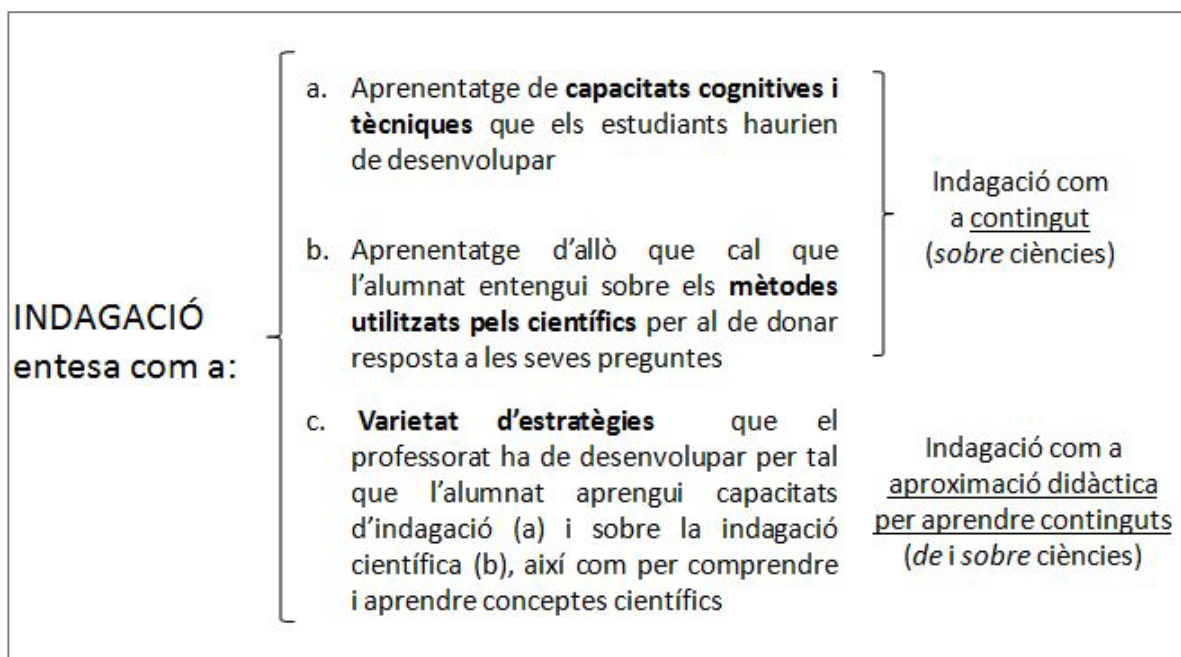 INDAGACIÓ
entesa com a:
a. Aprenentatge de capacitats cognitives i
tècniques que els estudiants haurien
de desenvolupar
b. Aprenentatge d'allò que cal que
l'alumnat entengui sobre els mètodes
utilitzats pels científics per al de donar
resposta a les seves preguntes
c. Varietat d'estratègies que el
professorat ha de desenvolupar per tal
que l'alumnat aprengui capacitats
d'indagació (a) i sobre la indagació
científica (b), així com per comprendre
i aprendre conceptes científics
Indagació com
a contingut
(sobre ciències)
Indagació com a
aproximació didàctica
per aprendre continguts
(de i sobre ciències)